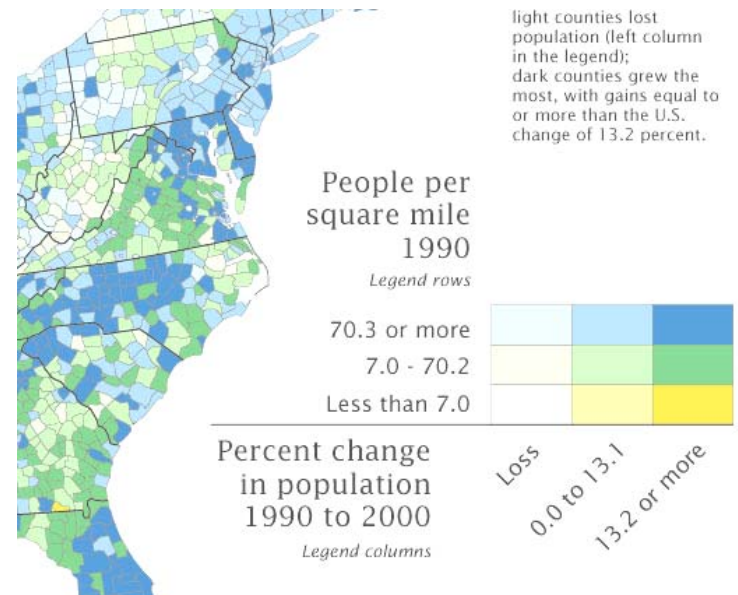 light counties lost
population (left column
in the legend);
dark counties grew the
most, with gains equal to
or more than the U.S.
change of 13.2 percent.
People per
square mile
1990
Legend rows
70.3 or more
7.0 - 70.2
Less than 7.0
Percent change
in population
1990 to 2000
Legend columns
Loss
0.0 to 13.1
13.2 or more